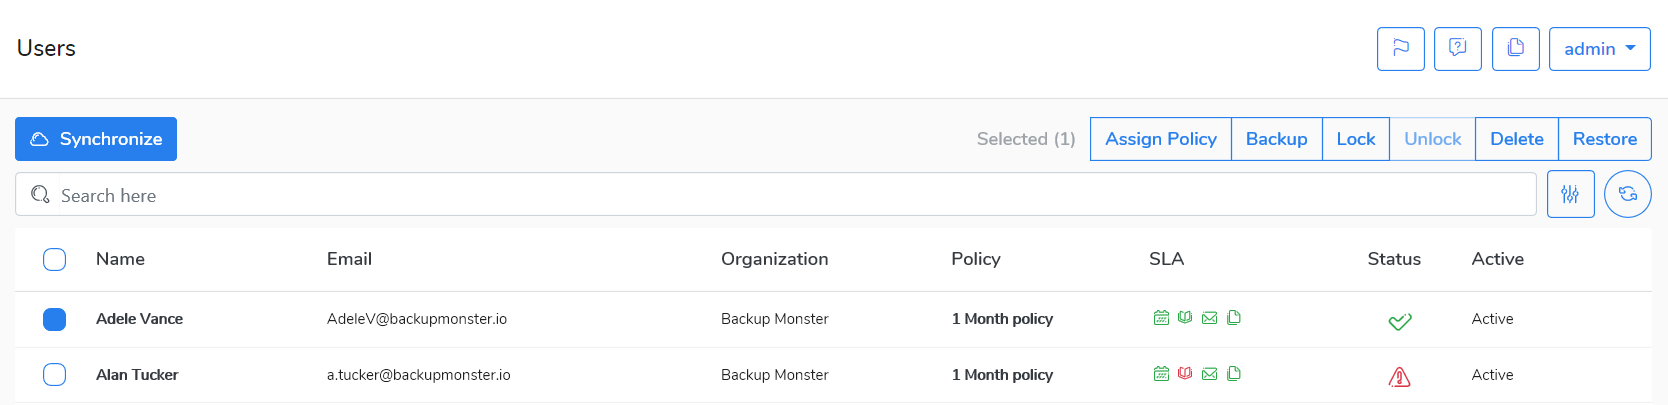 Users
admin
Synchronize
Selected (1) Assign Policy Backup Lock Unlock Delete Restore
Search here
Name Email Organization Policy SLA Status Active
Adele Vance AdeleV@backupmonster.io Backup Monster 1 Month policy Active
Alan Tucker a.tucker@backupmonster.io Backup Monster 1 Month policy Active